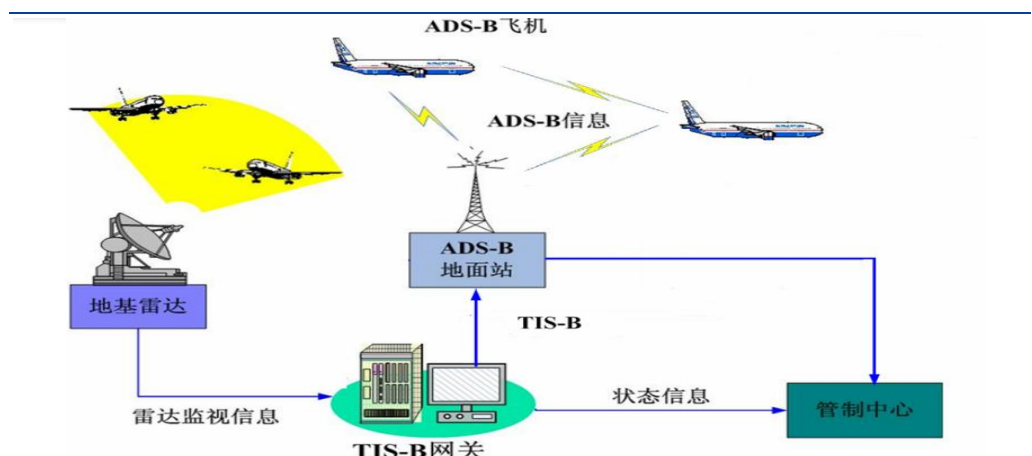 ADS-B飞机
ADS-B信息
ADS-B
地面站
地基雷达
TIS-B
雷达监视信息
状态信息
管制中心
TIS-B网关